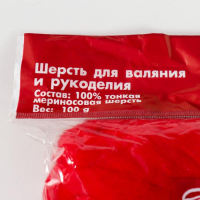 Шерсть для валяния
и рукоделия
Состав: 100% тонкая
мериносовая шерсть
Вес: 100 g